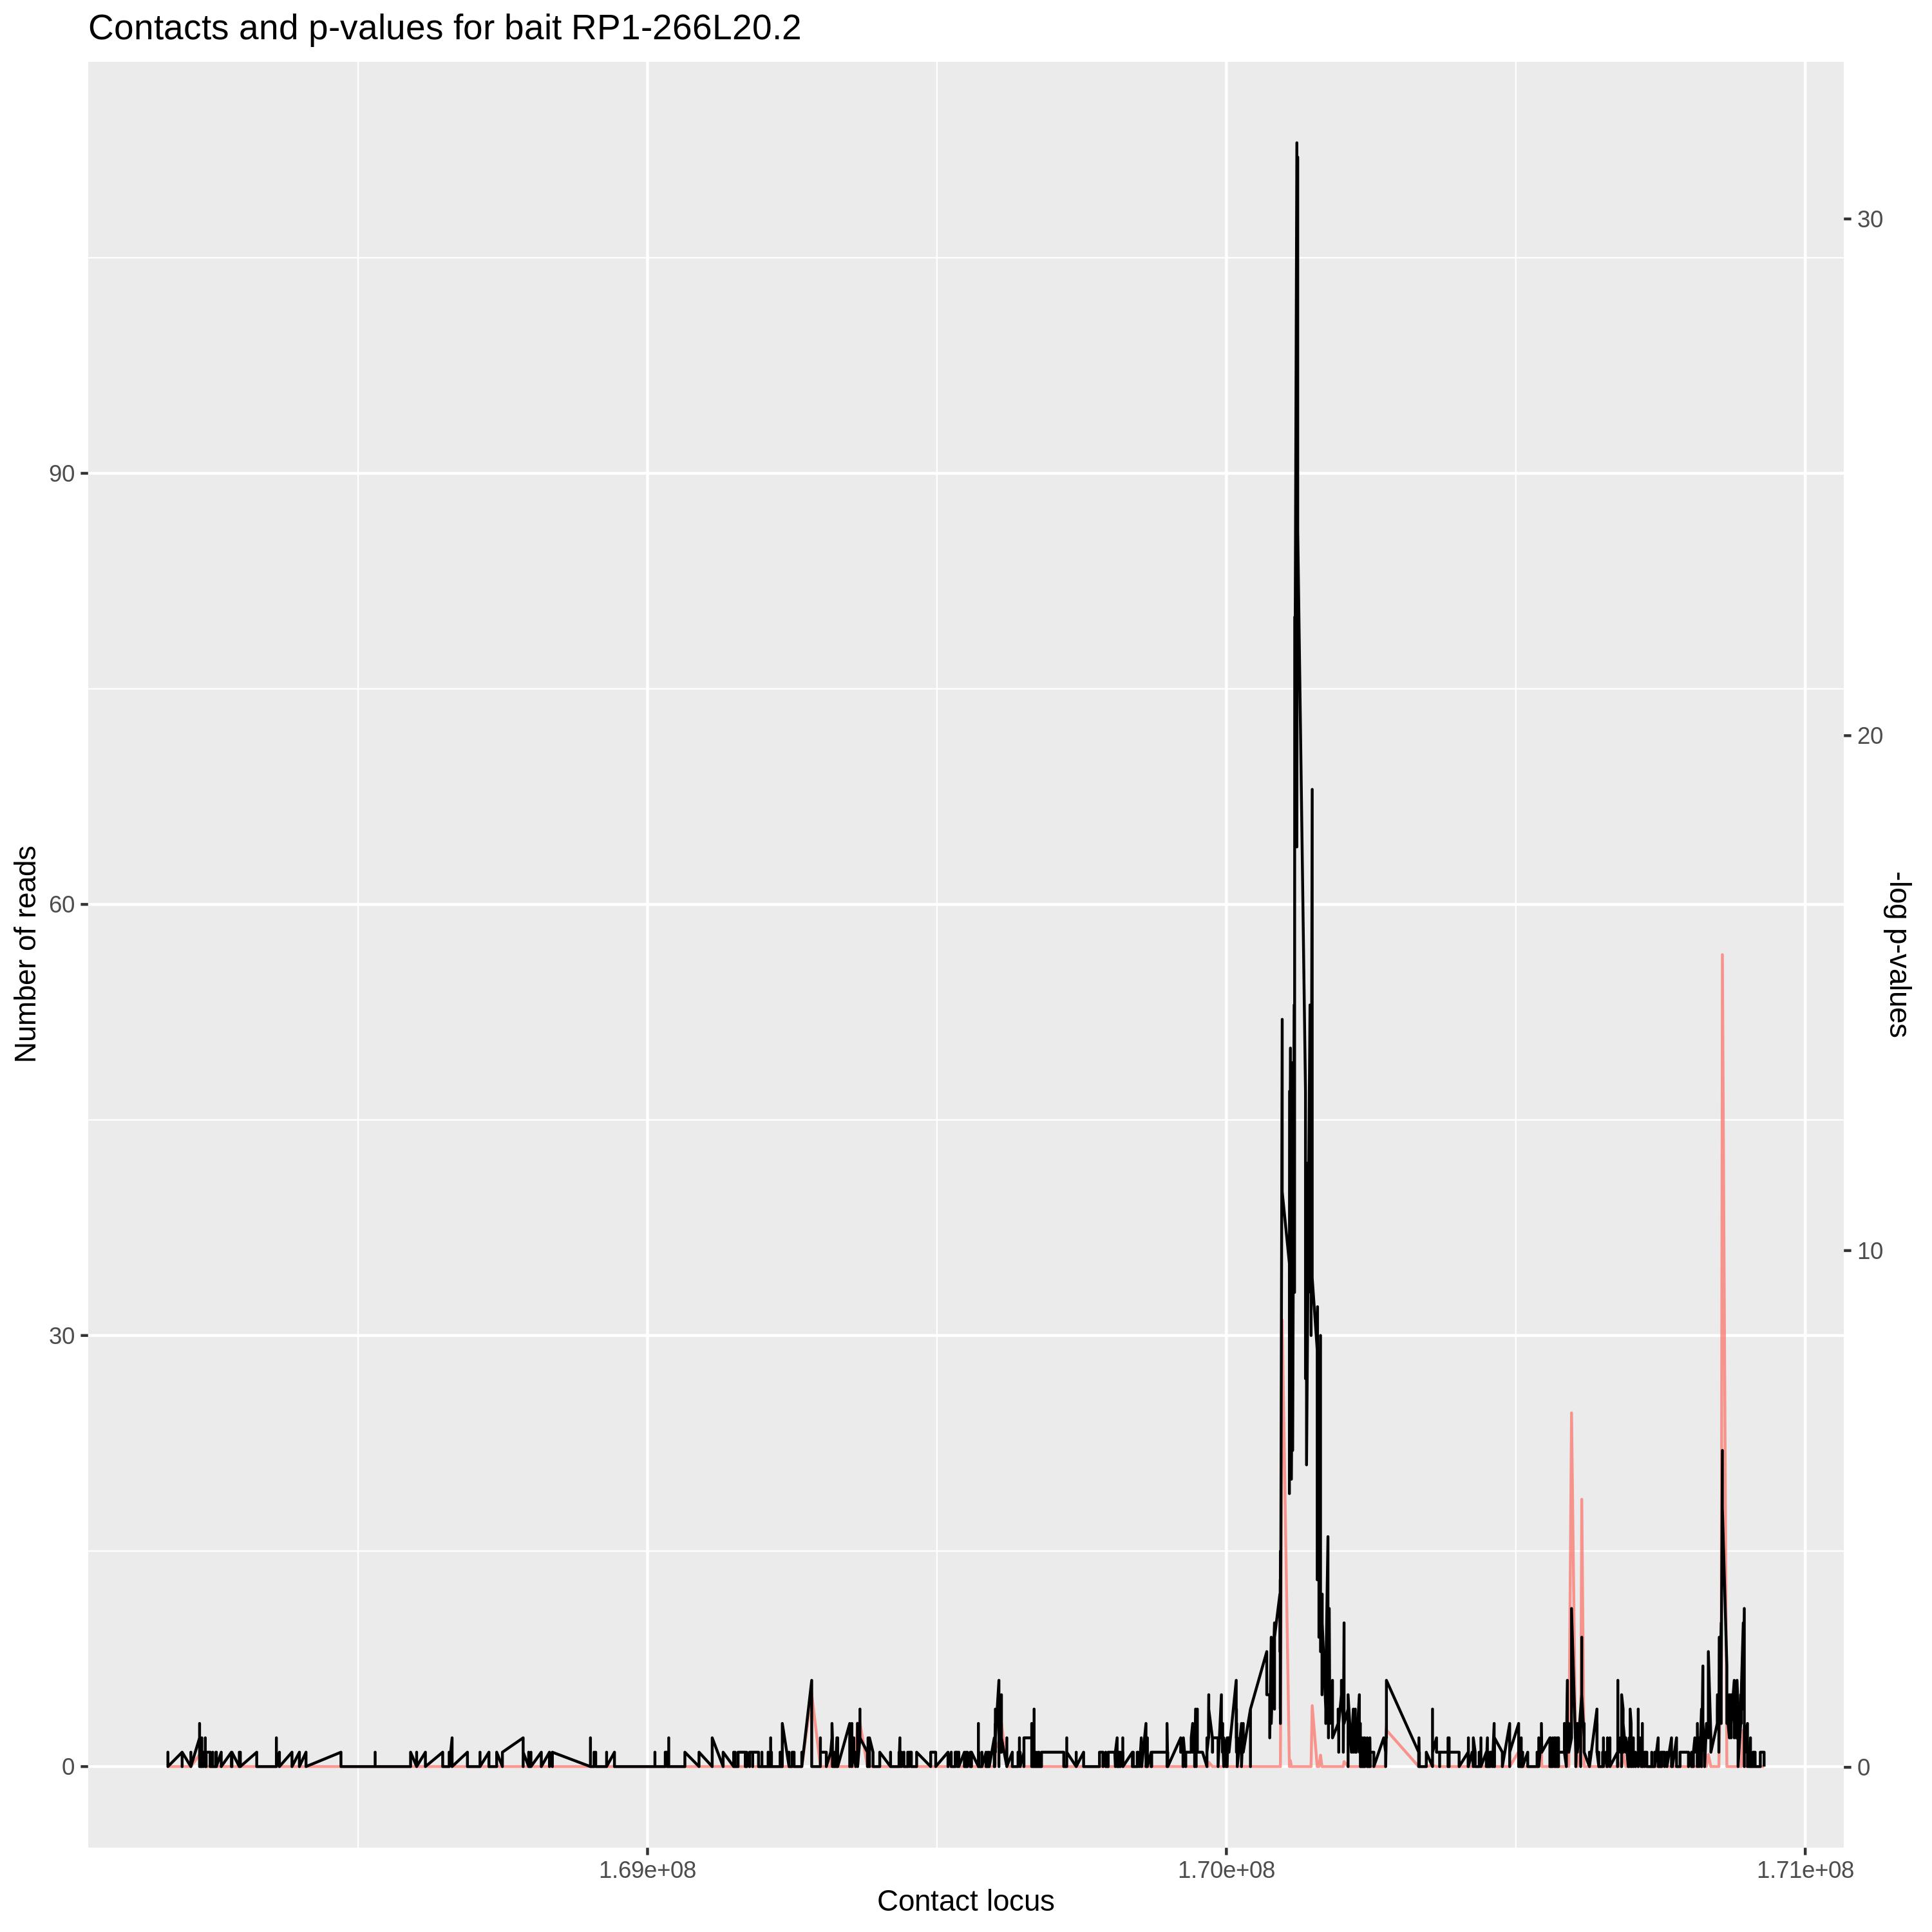 Contacts and p-values for bait RP1-266L20.2
90
60
30
0
Number of reads
30
20
10
0
-log p-values
1.69e+08
1.70e+08
1.71e+08
Contact locus